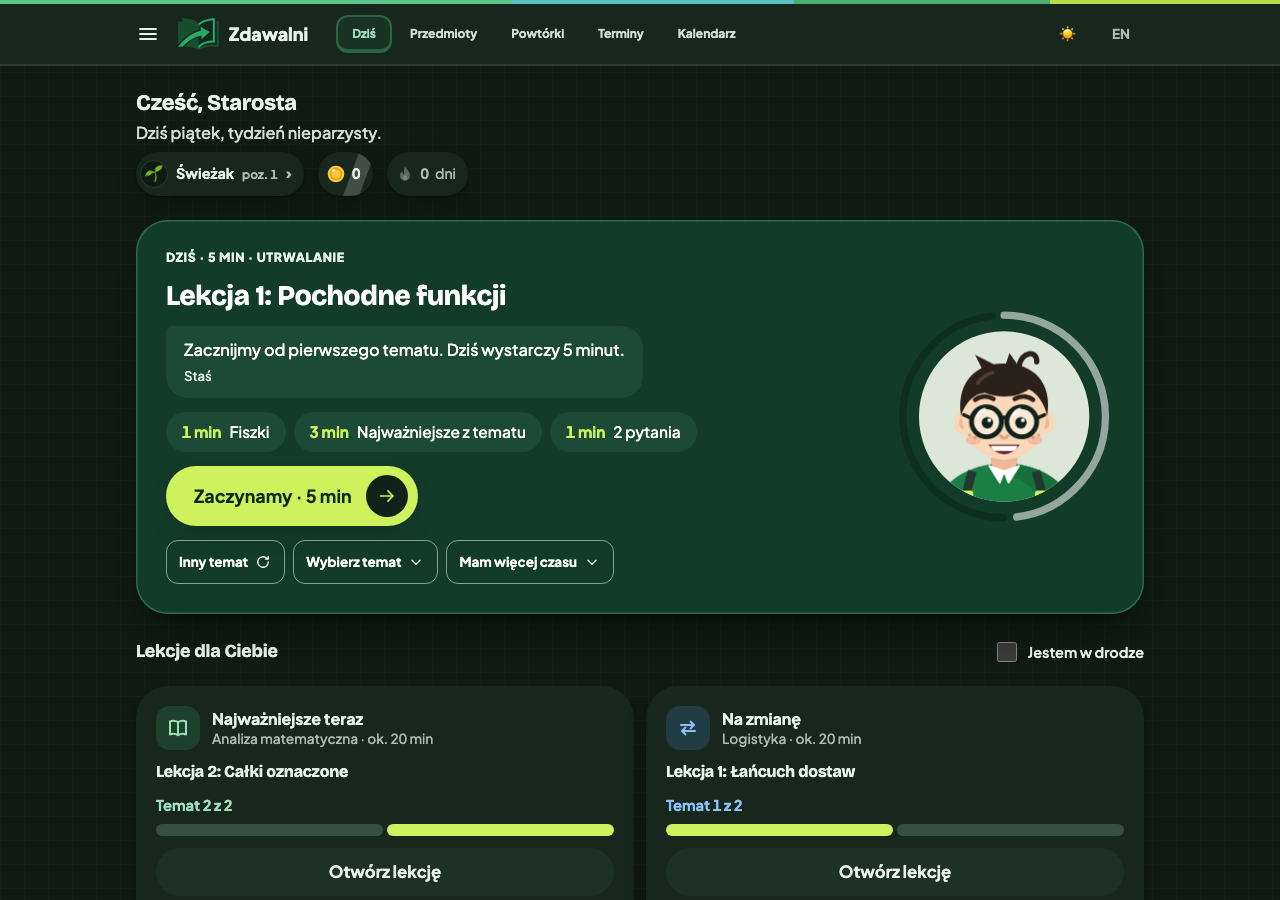 Zdawalni
Dziś
Przedmioty
Powtórki
Terminy
Kalendarz
EN
Cześć, Starosta
Dziś piątek, tydzień nieparzysty.
Świeżak poz. 1 ›
0
0 dni
DZIŚ · 5 MIN · UTRWALANIE
Lekcja 1: Pochodne funkcji
Zacznijmy od pierwszego tematu. Dziś wystarczy 5 minut.
Staś
1 min Fiszki
3 min Najważniejsze z tematu
1 min 2 pytania
Zaczynamy · 5 min
Inny temat
Wybierz temat
Mam więcej czasu
Lekcje dla Ciebie
Jestem w drodze
Najważniejsze teraz
Analiza matematyczna · ok. 20 min
Lekcja 2: Całki oznaczone
Temat 2 z 2
Otwórz lekcję
Na zmianę
Logistyka · ok. 20 min
Lekcja 1: Łańcuch dostaw
Temat 1 z 2
Otwórz lekcję